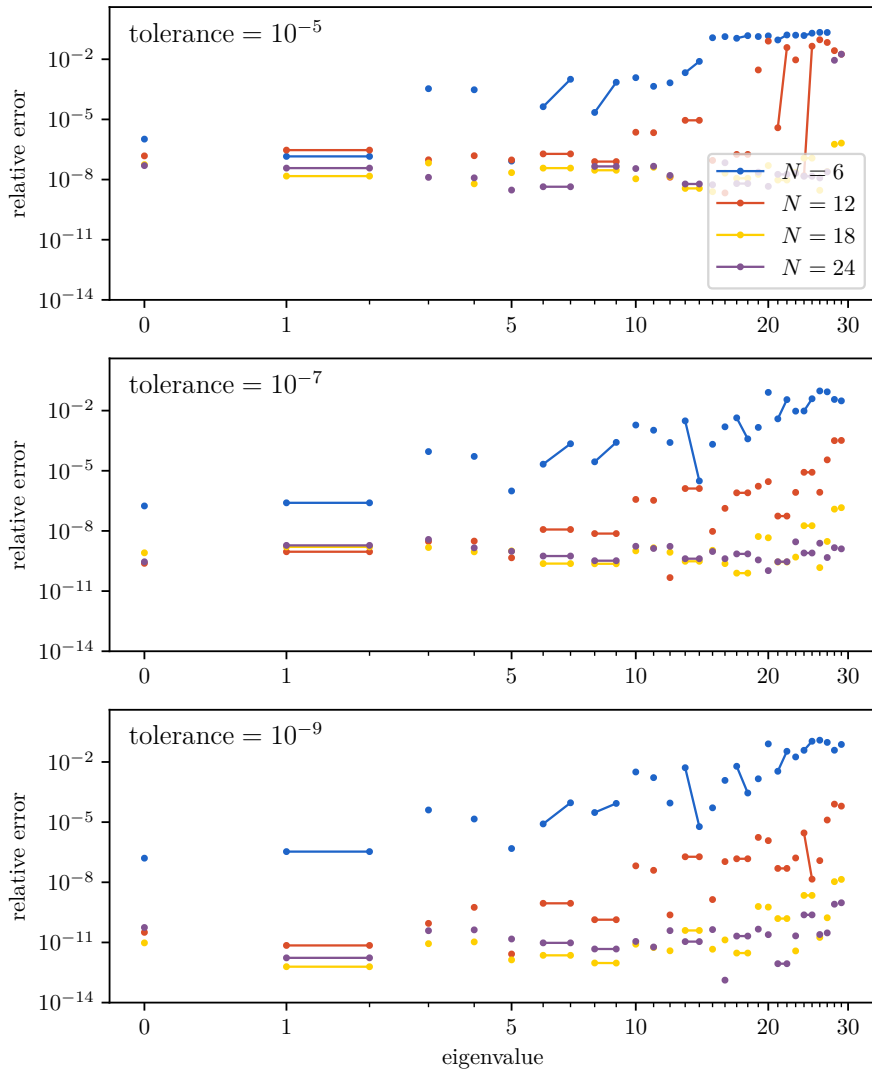 tolerance = 10⁻⁵
relative error
10⁻²
10⁻⁵
10⁻⁸
10⁻¹¹
10⁻¹⁴
0 1 5 10 20 30
N = 6
N = 12
N = 18
N = 24
tolerance = 10⁻⁷
relative error
10⁻²
10⁻⁵
10⁻⁸
10⁻¹¹
10⁻¹⁴
0 1 5 10 20 30
tolerance = 10⁻⁹
relative error
10⁻²
10⁻⁵
10⁻⁸
10⁻¹¹
10⁻¹⁴
0 1 5 10 20 30
eigenvalue